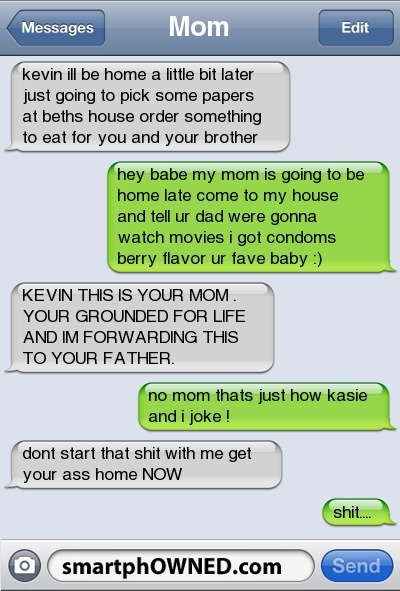 Messages
Mom
Edit
kevin ill be home a little bit later
just going to pick some papers
at beths house order something
to eat for you and your brother
hey babe my mom is going to be
home late come to my house
and tell ur dad were gonna
watch movies i got condoms
berry flavor ur fave baby :)
KEVIN THIS IS YOUR MOM .
YOUR GROUNDED FOR LIFE
AND IM FORWARDING THIS
TO YOUR FATHER.
no mom thats just how kasie
and i joke !
dont start that shit with me get
your ass home NOW
shit....
smartphOWNED.com
Send